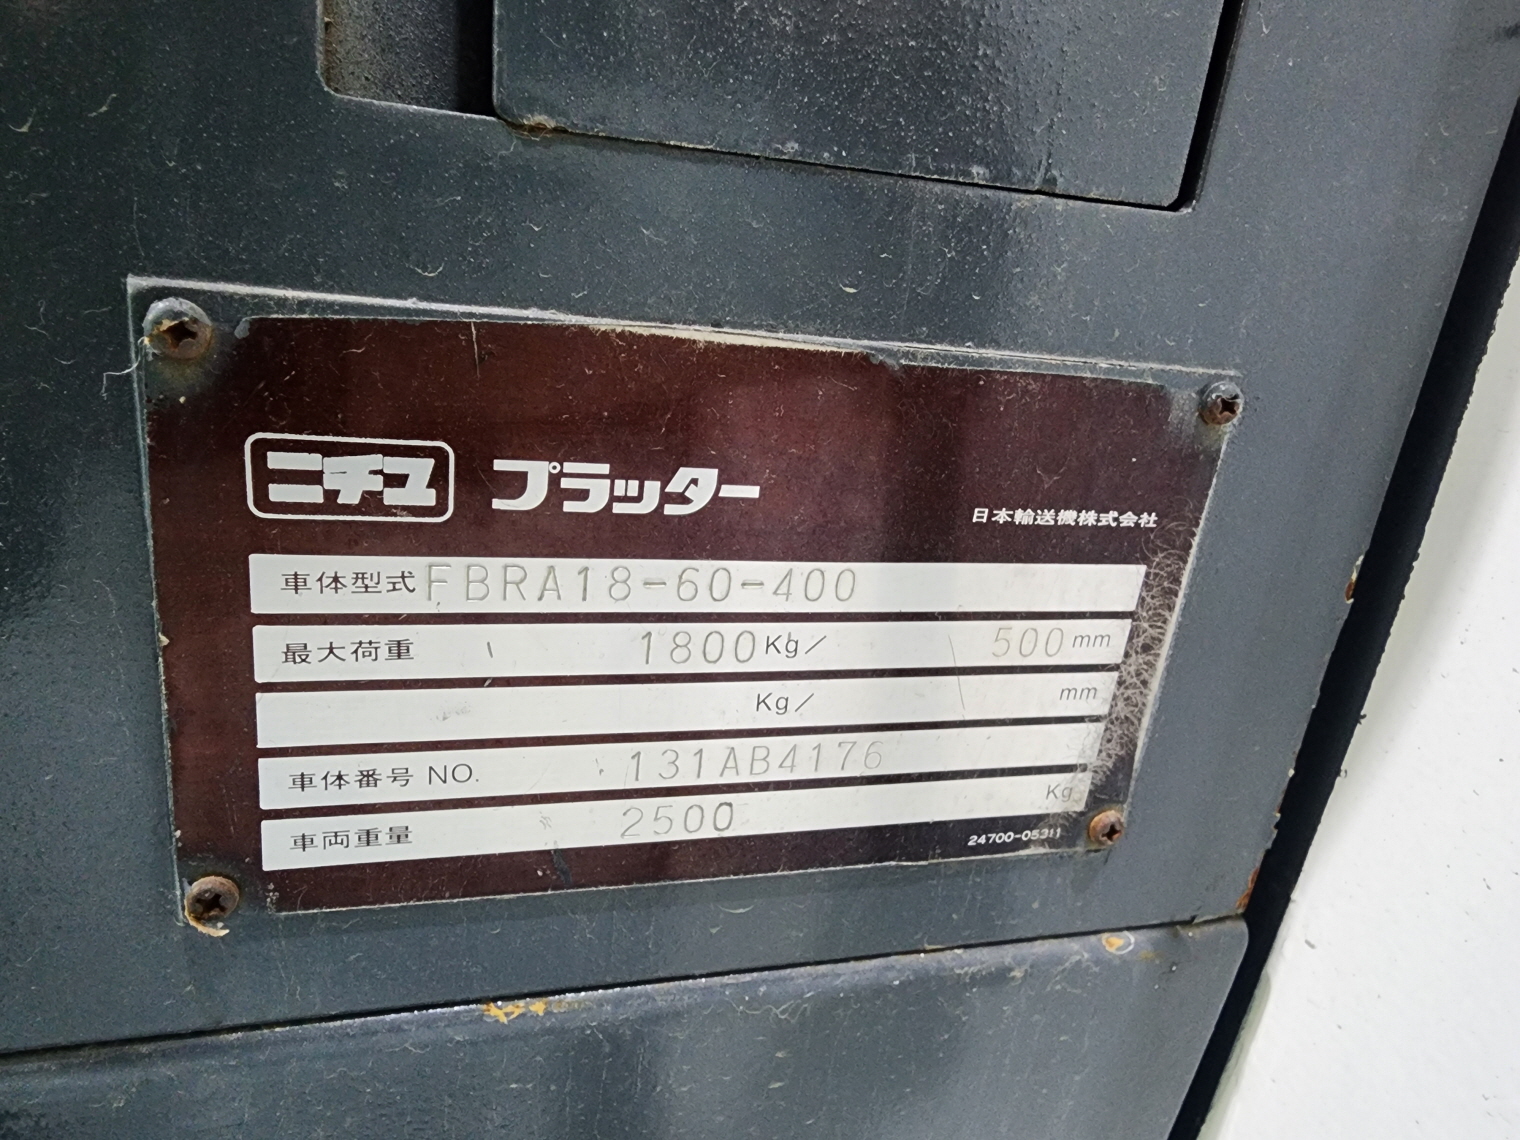 ニチユ プラッター
日本輸送機株式会社
車体型式 FBRA18-60-400
最大荷重 1800 Kg/ 500 mm
Kg/ mm
車体番号 NO. 131AB4176
車両重量 2500 Kg
24700-05311